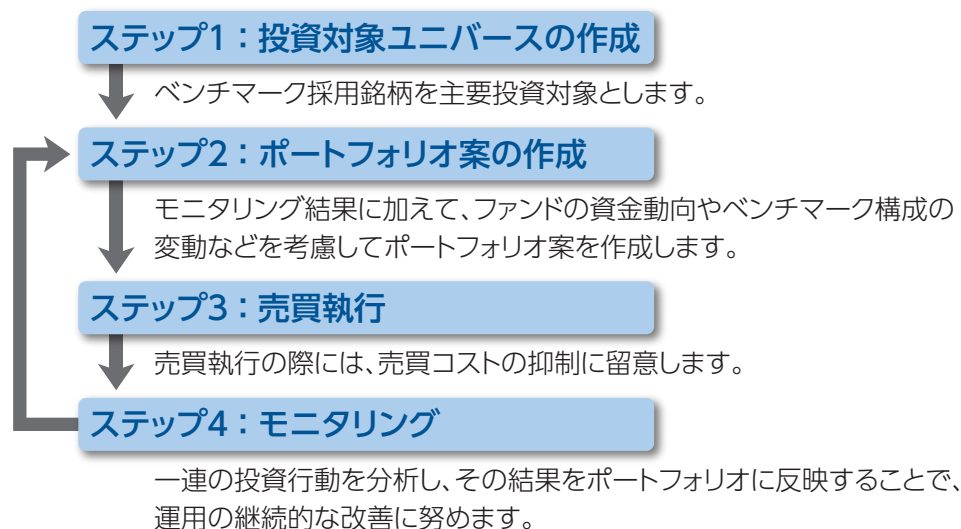 ステップ1：投資対象ユニバースの作成
ベンチマーク採用銘柄を主要投資対象とします。
ステップ2：ポートフォリオ案の作成
モニタリング結果に加えて、ファンドの資金動向やベンチマーク構成の
変動などを考慮してポートフォリオ案を作成します。
ステップ3：売買執行
売買執行の際には、売買コストの抑制に留意します。
ステップ4：モニタリング
一連の投資行動を分析し、その結果をポートフォリオに反映することで、
運用の継続的な改善に努めます。